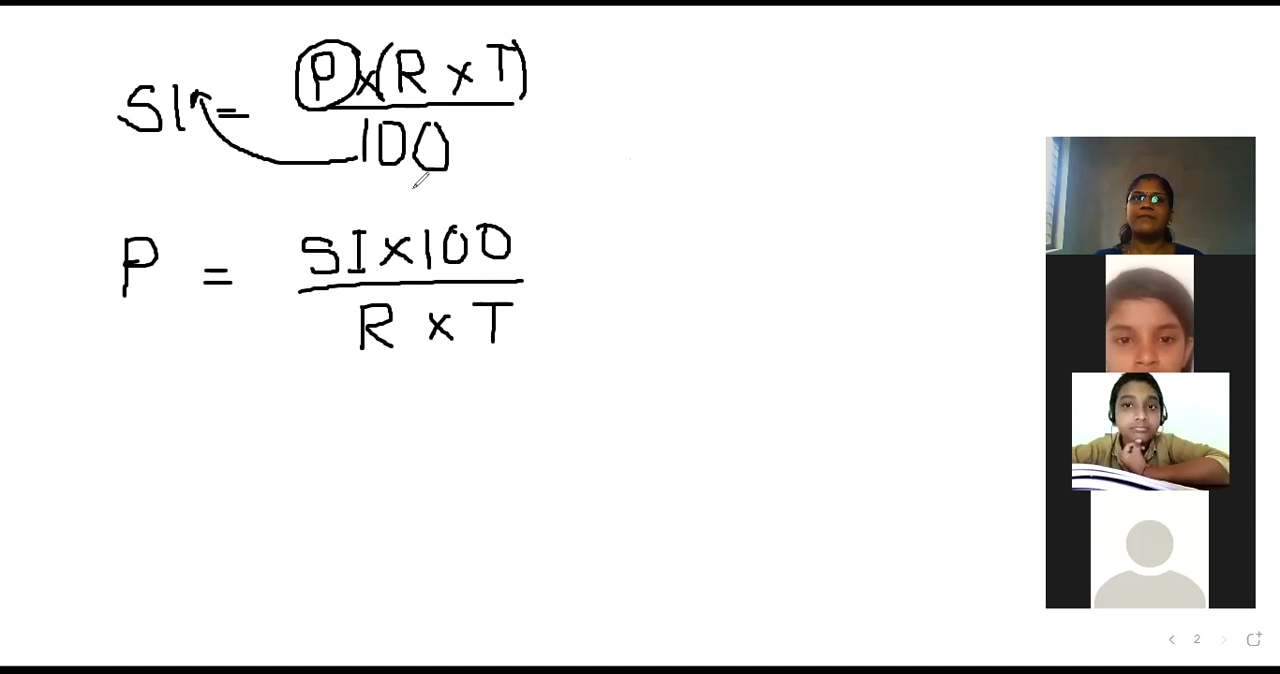 SI = P x (R x T)
100
P = SI x 100
R x T
2